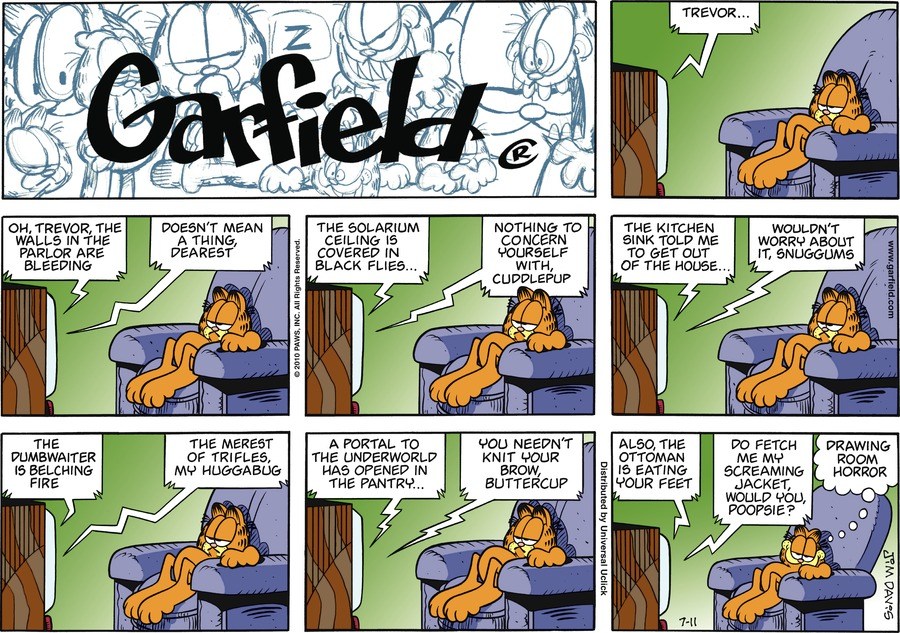 Z
Garfield
®
TREVOR...
OH, TREVOR, THE
WALLS IN THE
PARLOR ARE
BLEEDING
DOESN'T MEAN
A THING,
DEAREST
© 2010 PAWS, INC. All Rights Reserved.
THE SOLARIUM
CEILING IS
COVERED IN
BLACK FLIES...
NOTHING TO
CONCERN
YOURSELF
WITH,
CUDDLEPUP
THE KITCHEN
SINK TOLD ME
TO GET OUT
OF THE HOUSE...
WOULDN'T
WORRY ABOUT
IT, SNUGGUMS
www.garfield.com
THE
DUMBWAITER
IS BELCHING
FIRE
THE MEREST
OF TRIFLES,
MY HUGGABUG
A PORTAL TO
THE UNDERWORLD
HAS OPENED IN
THE PANTRY...
YOU NEEDN'T
KNIT YOUR
BROW,
BUTTERCUP
Distributed by Universal Uclick
ALSO, THE
OTTOMAN
IS EATING
YOUR FEET
DO FETCH
ME MY
SCREAMING
JACKET,
WOULD YOU,
POOPSIE?
DRAWING
ROOM
HORROR
JIM DAVIS
7-11